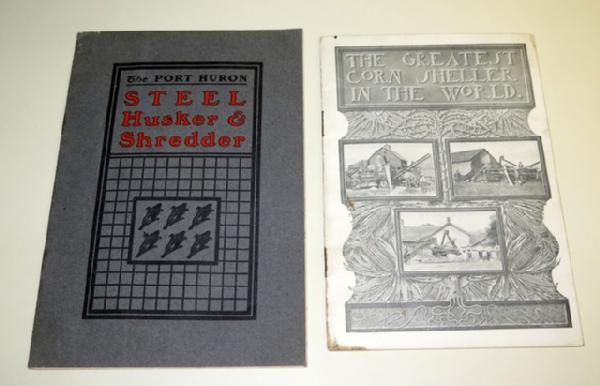 The PORT HURON
STEEL
Husker &
Shredder
THE GREATEST
CORN SHELLER
IN THE WORLD.